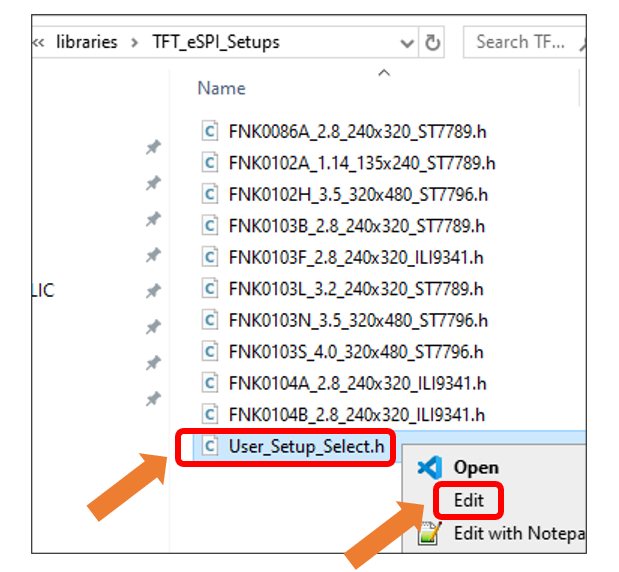 « libraries > TFT_eSPI_Setups
Search TF...
Name
FNK0086A_2.8_240x320_ST7789.h
FNK0102A_1.14_135x240_ST7789.h
FNK0102H_3.5_320x480_ST7796.h
FNK0103B_2.8_240x320_ST7789.h
FNK0103F_2.8_240x320_ILI9341.h
LIC
FNK0103L_3.2_240x320_ST7789.h
FNK0103N_3.5_320x480_ST7796.h
FNK0103S_4.0_320x480_ST7796.h
FNK0104A_2.8_240x320_ILI9341.h
FNK0104B_2.8_240x320_ILI9341.h
User_Setup_Select.h
Open
Edit
Edit with Notepa